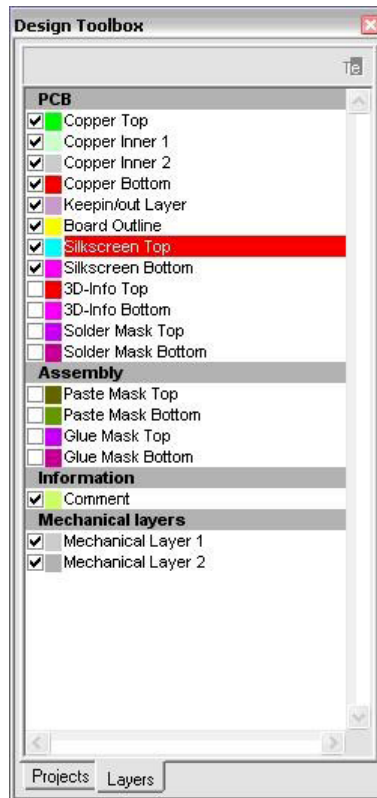 Design Toolbox
Te
PCB
Copper Top
Copper Inner 1
Copper Inner 2
Copper Bottom
Keepin/out Layer
Board Outline
Silkscreen Top
Silkscreen Bottom
3D-Info Top
3D-Info Bottom
Solder Mask Top
Solder Mask Bottom
Assembly
Paste Mask Top
Paste Mask Bottom
Glue Mask Top
Glue Mask Bottom
Information
Comment
Mechanical layers
Mechanical Layer 1
Mechanical Layer 2
Projects Layers